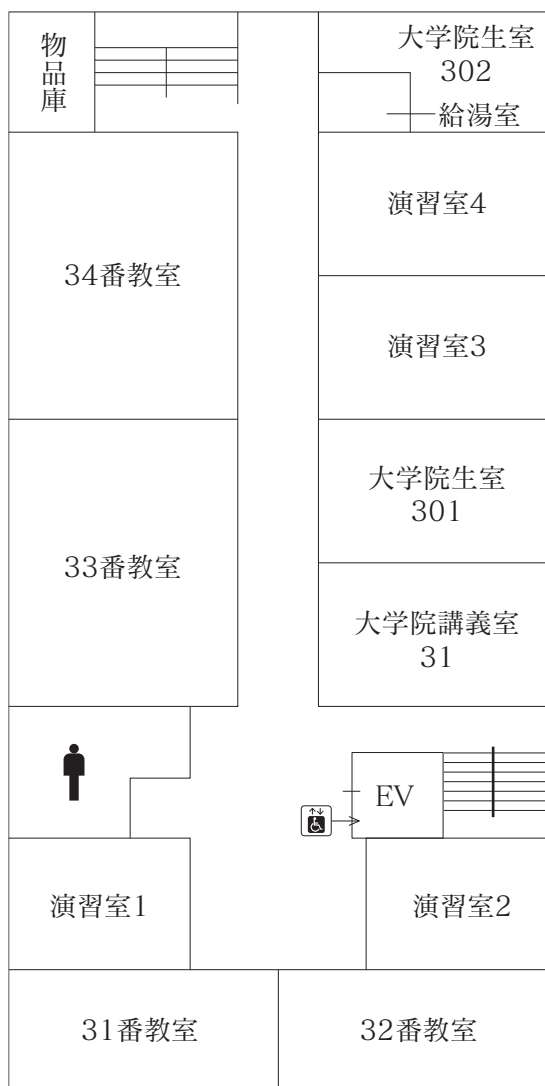 物品庫
大学院生室
302
給湯室
演習室4
34番教室
演習室3
大学院生室
301
33番教室
大学院講義室
31
EV
演習室1
演習室2
31番教室
32番教室